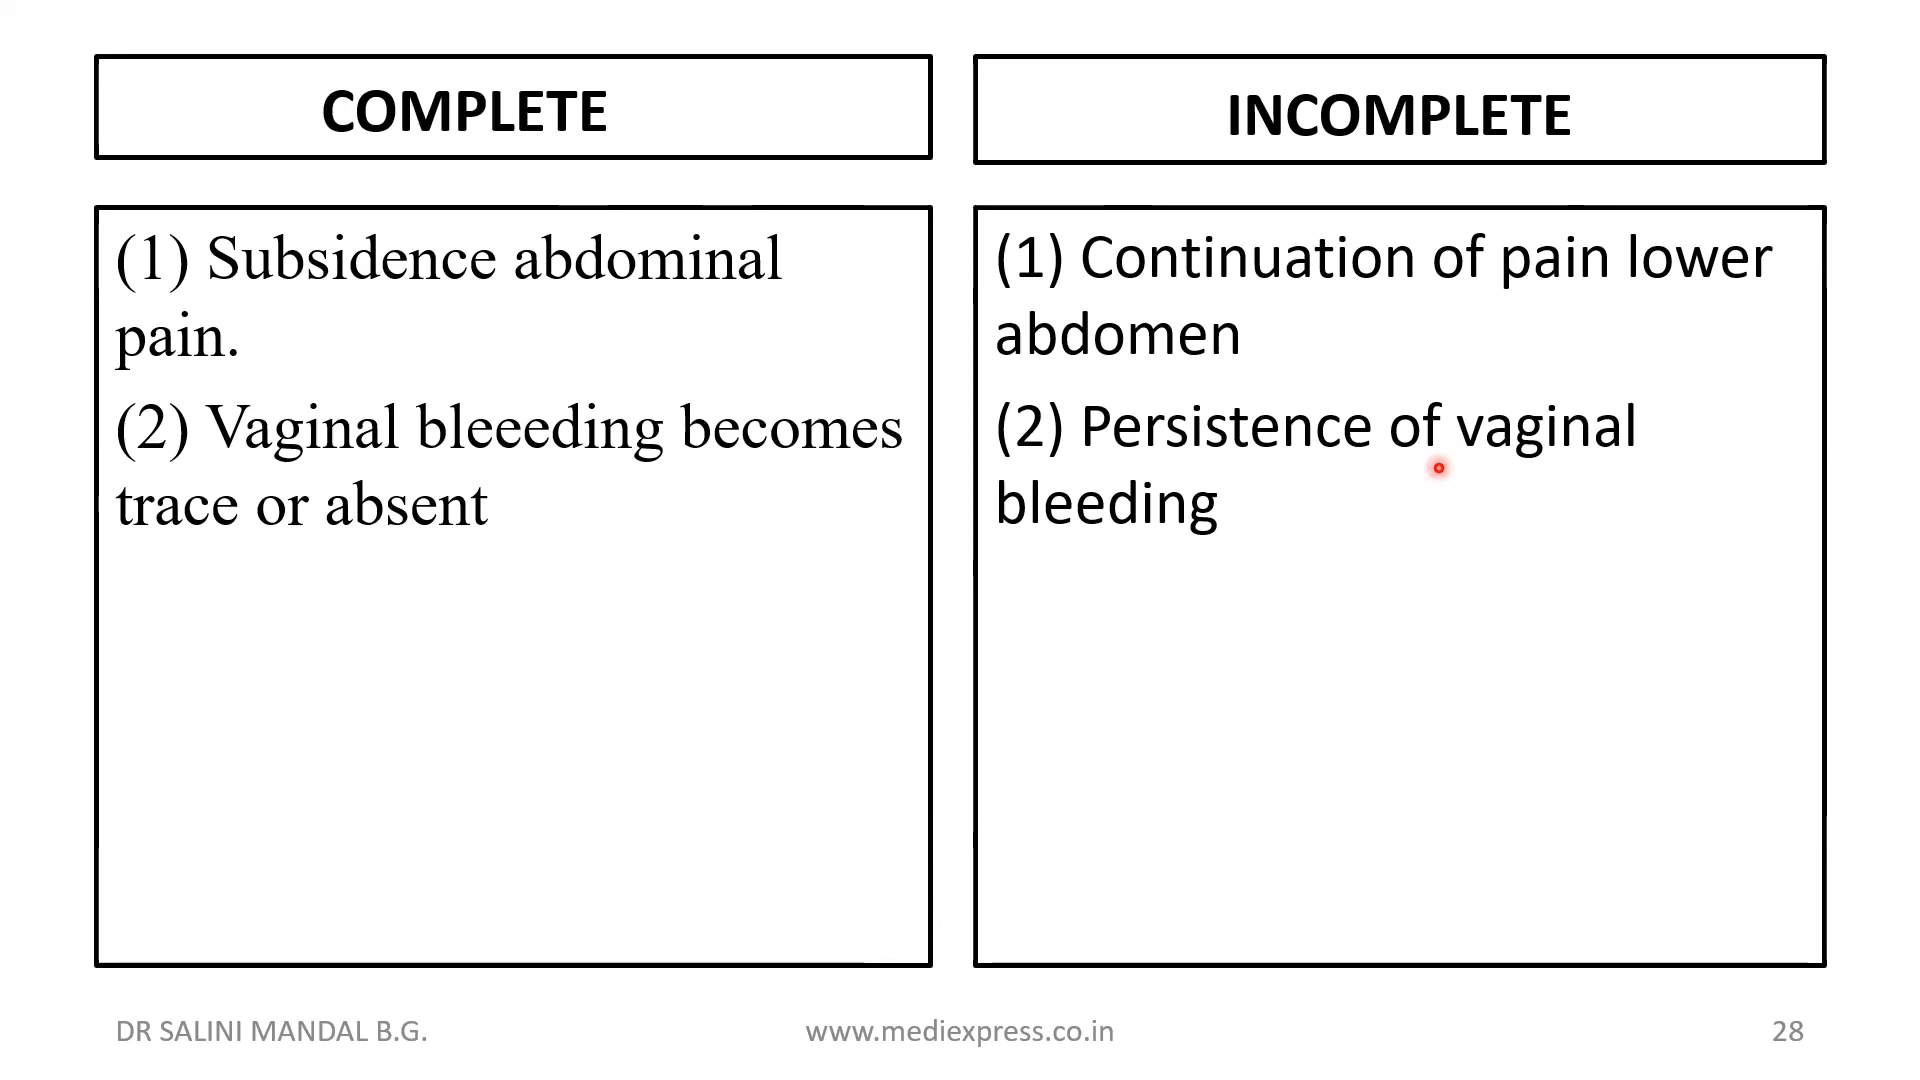 COMPLETE
INCOMPLETE
(1) Subsidence abdominal
pain.
(2) Vaginal bleeeding becomes
trace or absent
(1) Continuation of pain lower
abdomen
(2) Persistence of vaginal
bleeding
DR SALINI MANDAL B.G.
www.mediexpress.co.in
28